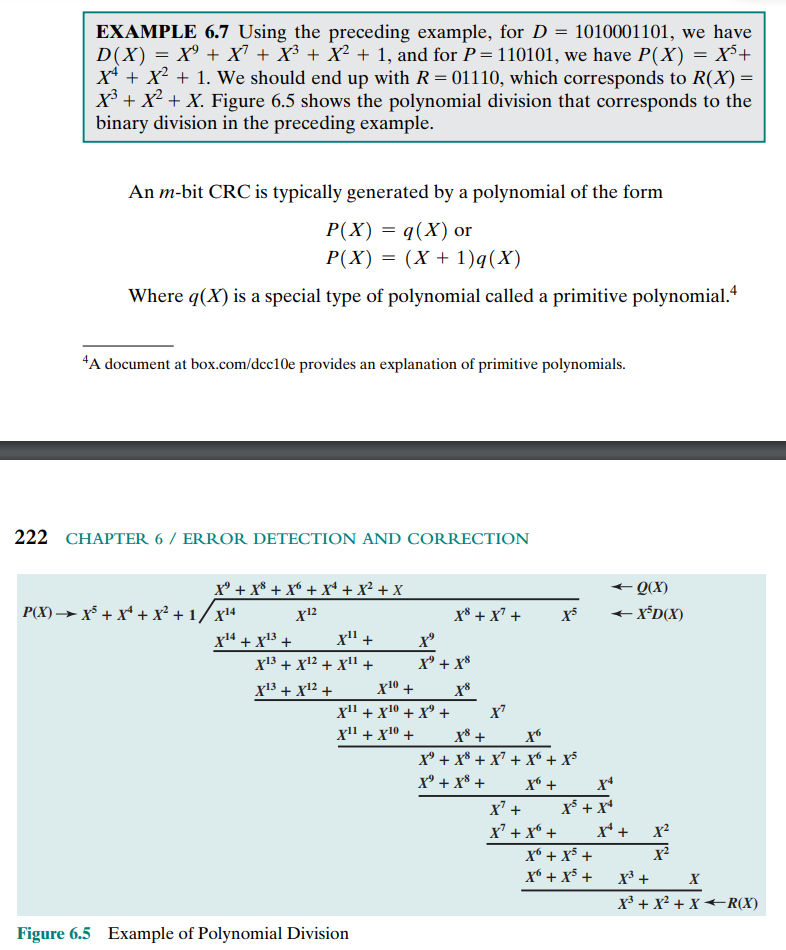 EXAMPLE 6.7 Using the preceding example, for D = 1010001101, we have
D(X) = X⁹ + X⁷ + X³ + X² + 1, and for P = 110101, we have P(X) = X⁵+
X⁴ + X² + 1. We should end up with R = 01110, which corresponds to R(X) =
X³ + X² + X. Figure 6.5 shows the polynomial division that corresponds to the
binary division in the preceding example.
An m-bit CRC is typically generated by a polynomial of the form
P(X) = q(X) or
P(X) = (X + 1)q(X)
Where q(X) is a special type of polynomial called a primitive polynomial.⁴
⁴A document at box.com/dcc10e provides an explanation of primitive polynomials.
222 CHAPTER 6 / ERROR DETECTION AND CORRECTION
X⁹ + X⁸ + X⁶ + X⁴ + X² + X ← Q(X)
P(X) → X⁵ + X⁴ + X² + 1 / X¹⁴ X¹² X⁸ + X⁷ + X⁵ ← X⁵D(X)
X¹⁴ + X¹³ + X¹¹ + X⁹
X¹³ + X¹² + X¹¹ + X⁹ + X⁸
X¹³ + X¹² + X¹⁰ + X⁸
X¹¹ + X¹⁰ + X⁹ + X⁷
X¹¹ + X¹⁰ + X⁸ + X⁶
X⁹ + X⁸ + X⁷ + X⁶ + X⁵
X⁹ + X⁸ + X⁶ + X⁴
X⁷ + X⁵ + X⁴
X⁷ + X⁶ + X⁴ + X²
X⁶ + X⁵ + X²
X⁶ + X⁵ + X³ + X
X³ + X² + X ← R(X)
Figure 6.5 Example of Polynomial Division